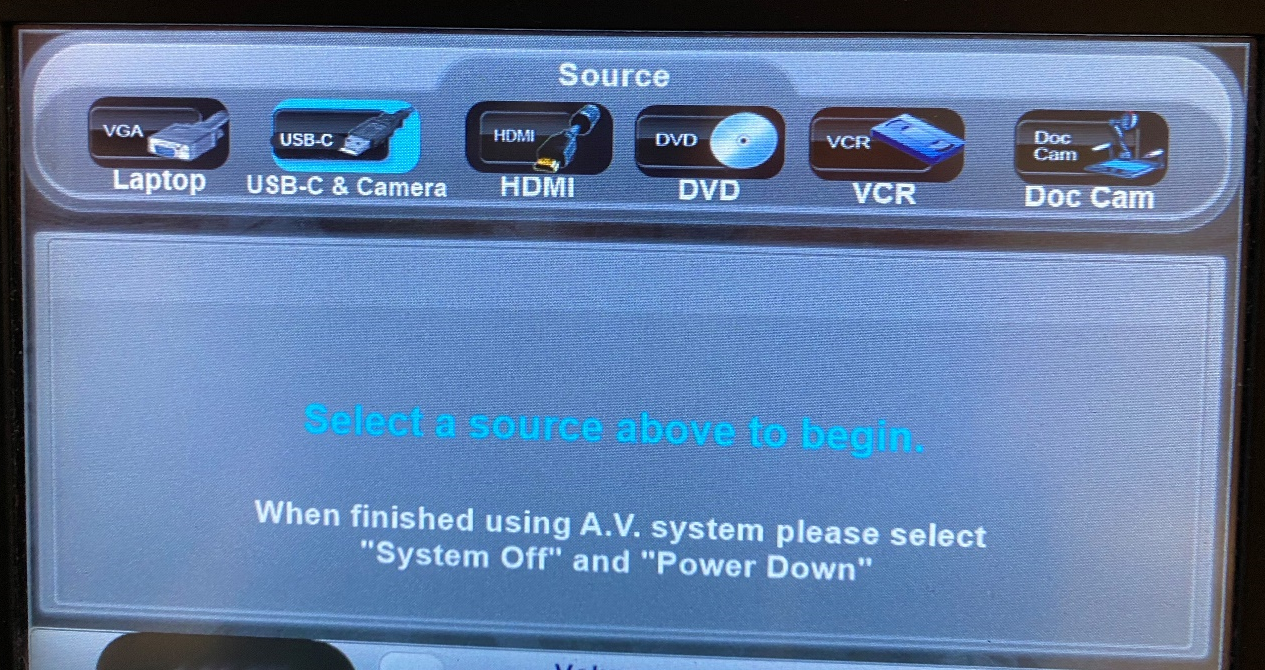 Source
VGA
USB-C
HDMI
DVD
VCR
Doc
Cam
Laptop
USB-C & Camera
HDMI
DVD
VCR
Doc Cam
Select a source above to begin.
When finished using A.V. system please select
"System Off" and "Power Down"